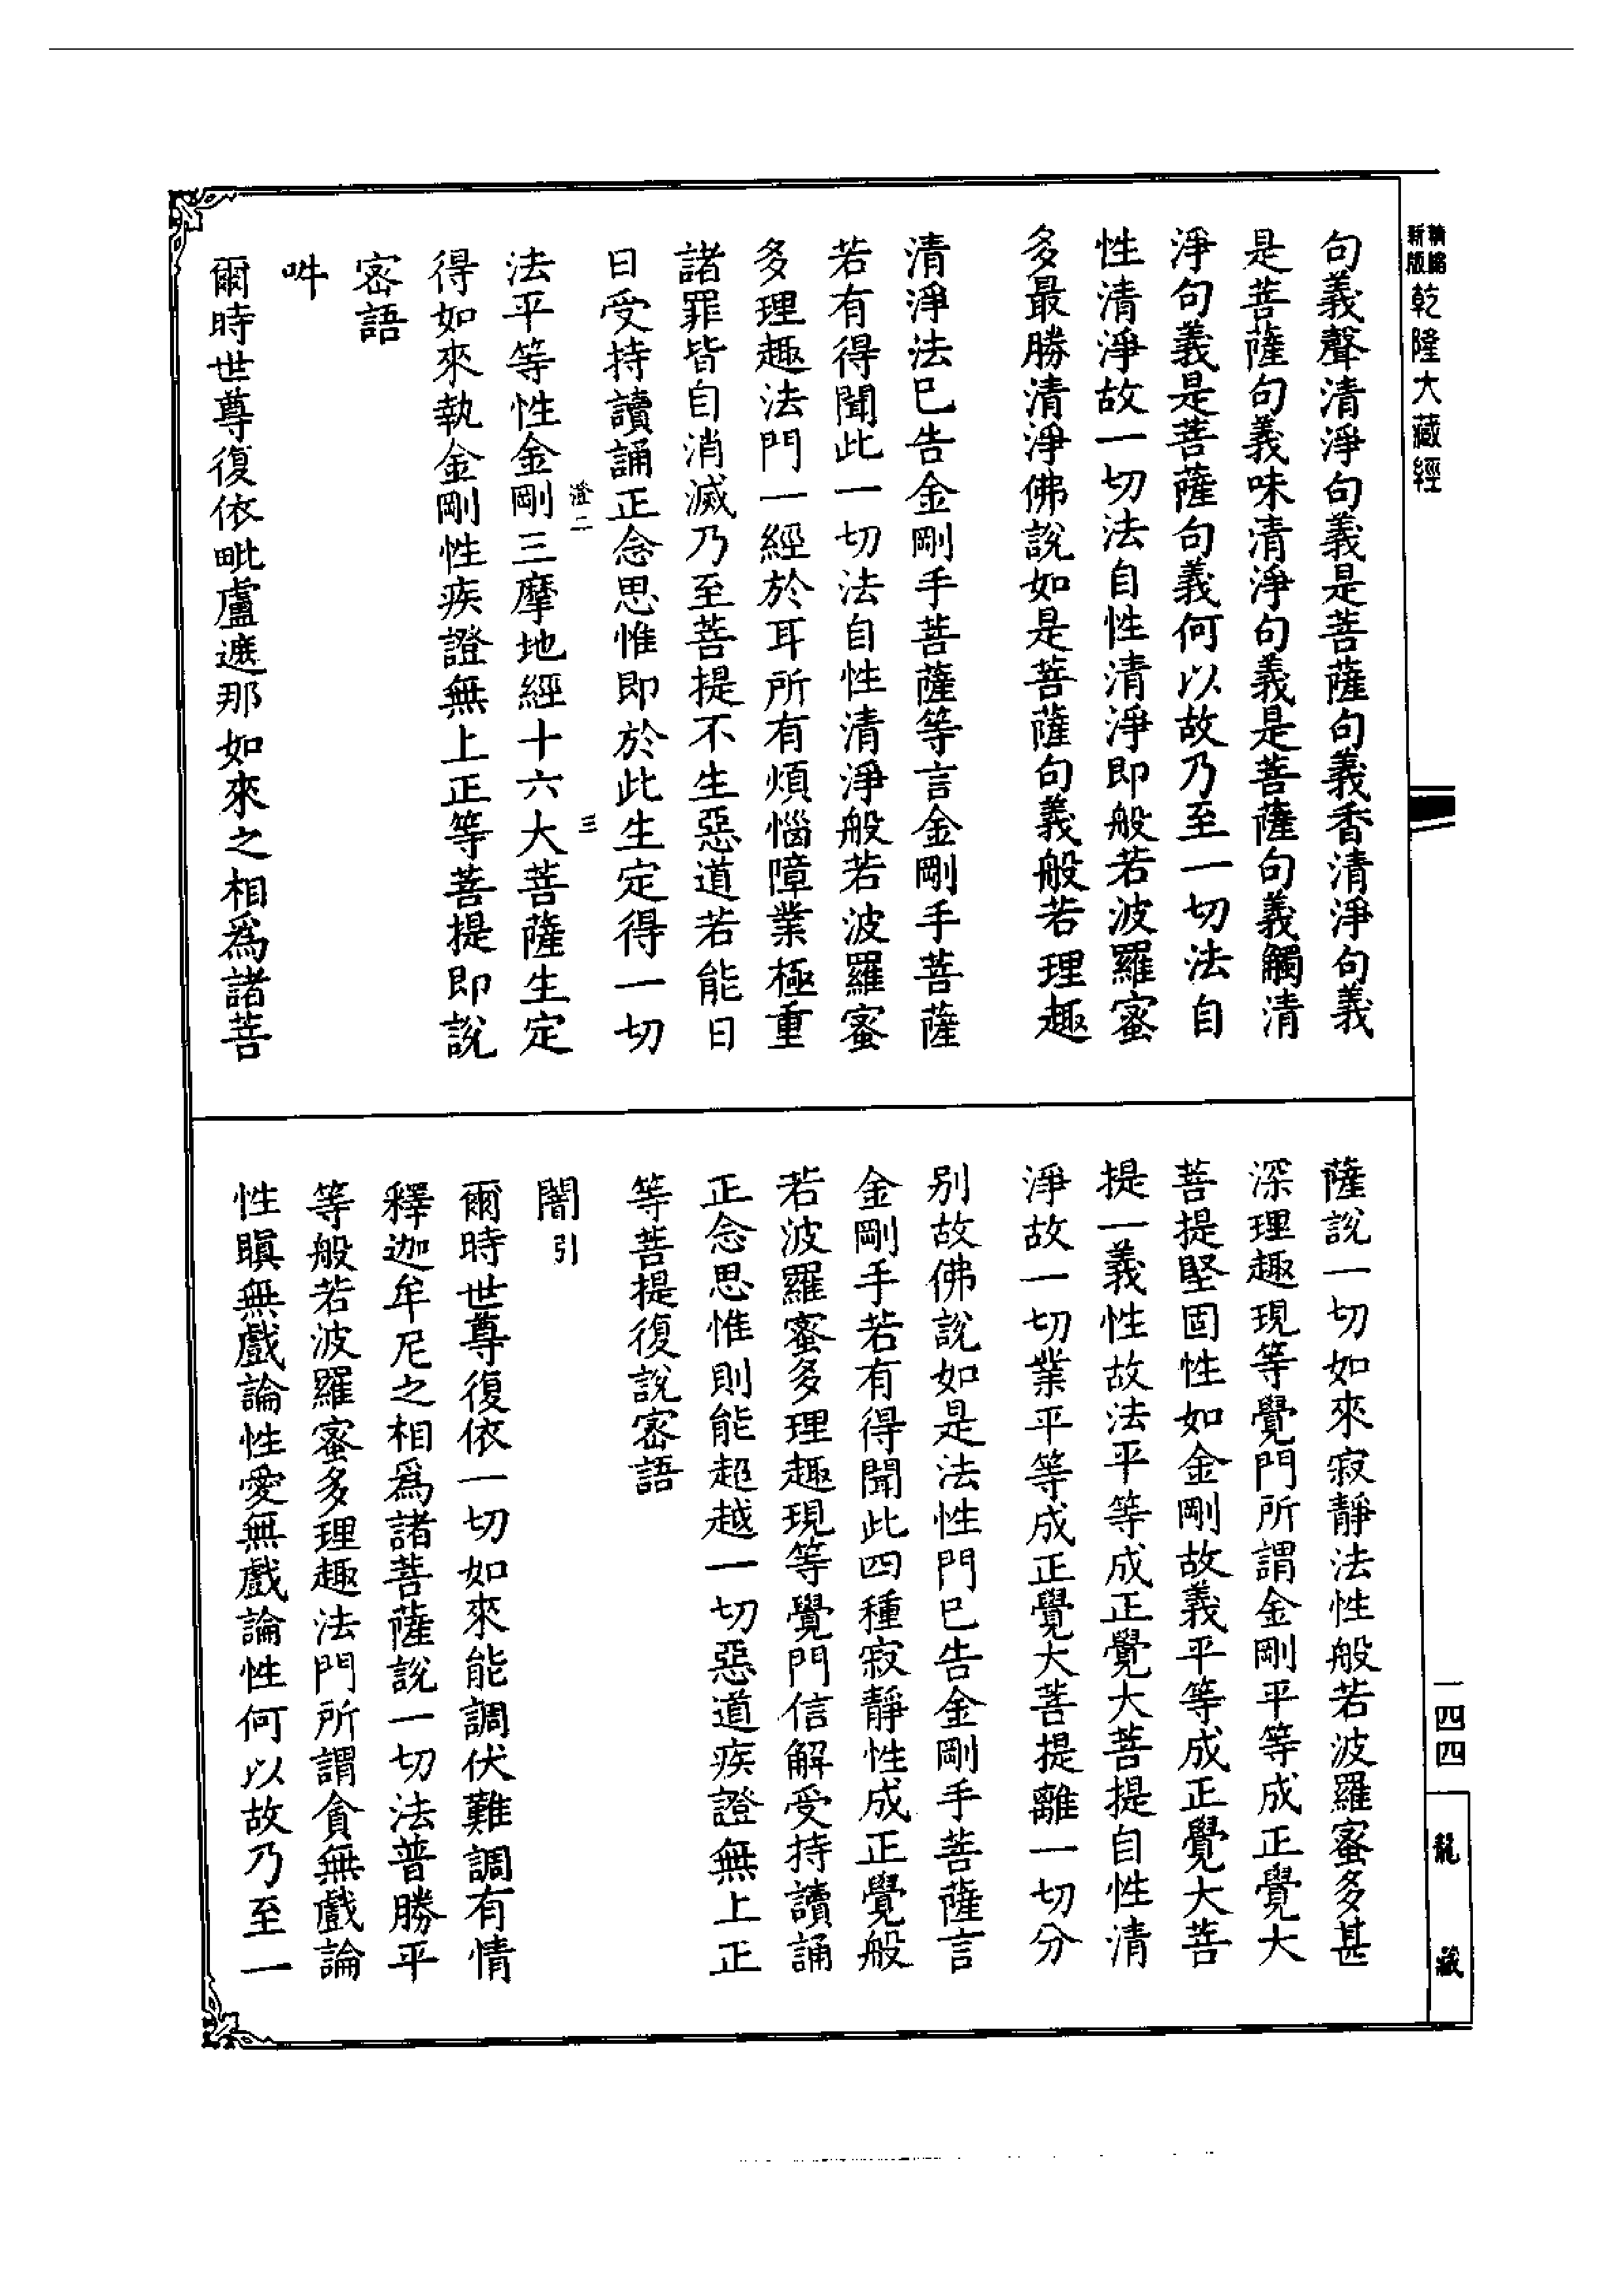 新版
乾隆大藏經
句義聲清淨句義是菩薩句義香清淨句義
是菩薩句義味清淨句義是菩薩句義觸清
淨句義是菩薩句義何以故乃至一切法自
性清淨故一切法自性清淨即般若波羅蜜
多最勝清淨佛說如是菩薩句義般若理趣
清淨法已告金剛手菩薩等言金剛手菩薩
若有得聞此一切法自性清淨般若波羅蜜
多理趣法門一經於耳所有煩惱障業極重
諸罪皆自消滅乃至菩提不生惡道若能日
日受持讀誦正念思惟即於此生定得一切
澄二
三
法平等性金剛三摩地經十六大菩薩生定
得如來執金剛性疾證無上正等菩提即說
密語
吽
爾時世尊復依毗盧遮那如來之相爲諸菩
薩說一切如來寂靜法性般若波羅蜜多甚
深理趣現等覺門所謂金剛平等成正覺大
菩提堅固性如金剛故義平等成正覺大菩
提一義性故法平等成正覺大菩提自性清
淨故一切業平等成正覺大菩提離一切分
別故佛說如是法性門已告金剛手菩薩言
金剛手若有得聞此四種寂靜性成正覺般
若波羅蜜多理趣現等覺門信解受持讀誦
正念思惟則能超越一切惡道疾證無上正
等菩提復說密語
闇引
爾時世尊復依一切如來能調伏難調有情
釋迦牟尼之相爲諸菩薩說一切法普勝平
等般若波羅蜜多理趣法門所謂貪無戲論
性瞋無戲論性愛無戲論性何以故乃至一
一四四
龍藏